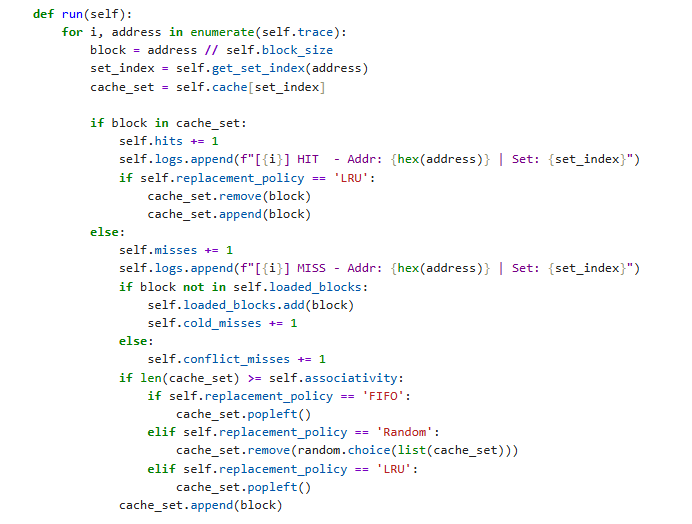 def run(self):
    for i, address in enumerate(self.trace):
        block = address // self.block_size
        set_index = self.get_set_index(address)
        cache_set = self.cache[set_index]

        if block in cache_set:
            self.hits += 1
            self.logs.append(f"[{i}] HIT  - Addr: {hex(address)} | Set: {set_index}")
            if self.replacement_policy == 'LRU':
                cache_set.remove(block)
                cache_set.append(block)
        else:
            self.misses += 1
            self.logs.append(f"[{i}] MISS - Addr: {hex(address)} | Set: {set_index}")
            if block not in self.loaded_blocks:
                self.loaded_blocks.add(block)
                self.cold_misses += 1
            else:
                self.conflict_misses += 1
            if len(cache_set) >= self.associativity:
                if self.replacement_policy == 'FIFO':
                    cache_set.popleft()
                elif self.replacement_policy == 'Random':
                    cache_set.remove(random.choice(list(cache_set)))
                elif self.replacement_policy == 'LRU':
                    cache_set.popleft()
            cache_set.append(block)